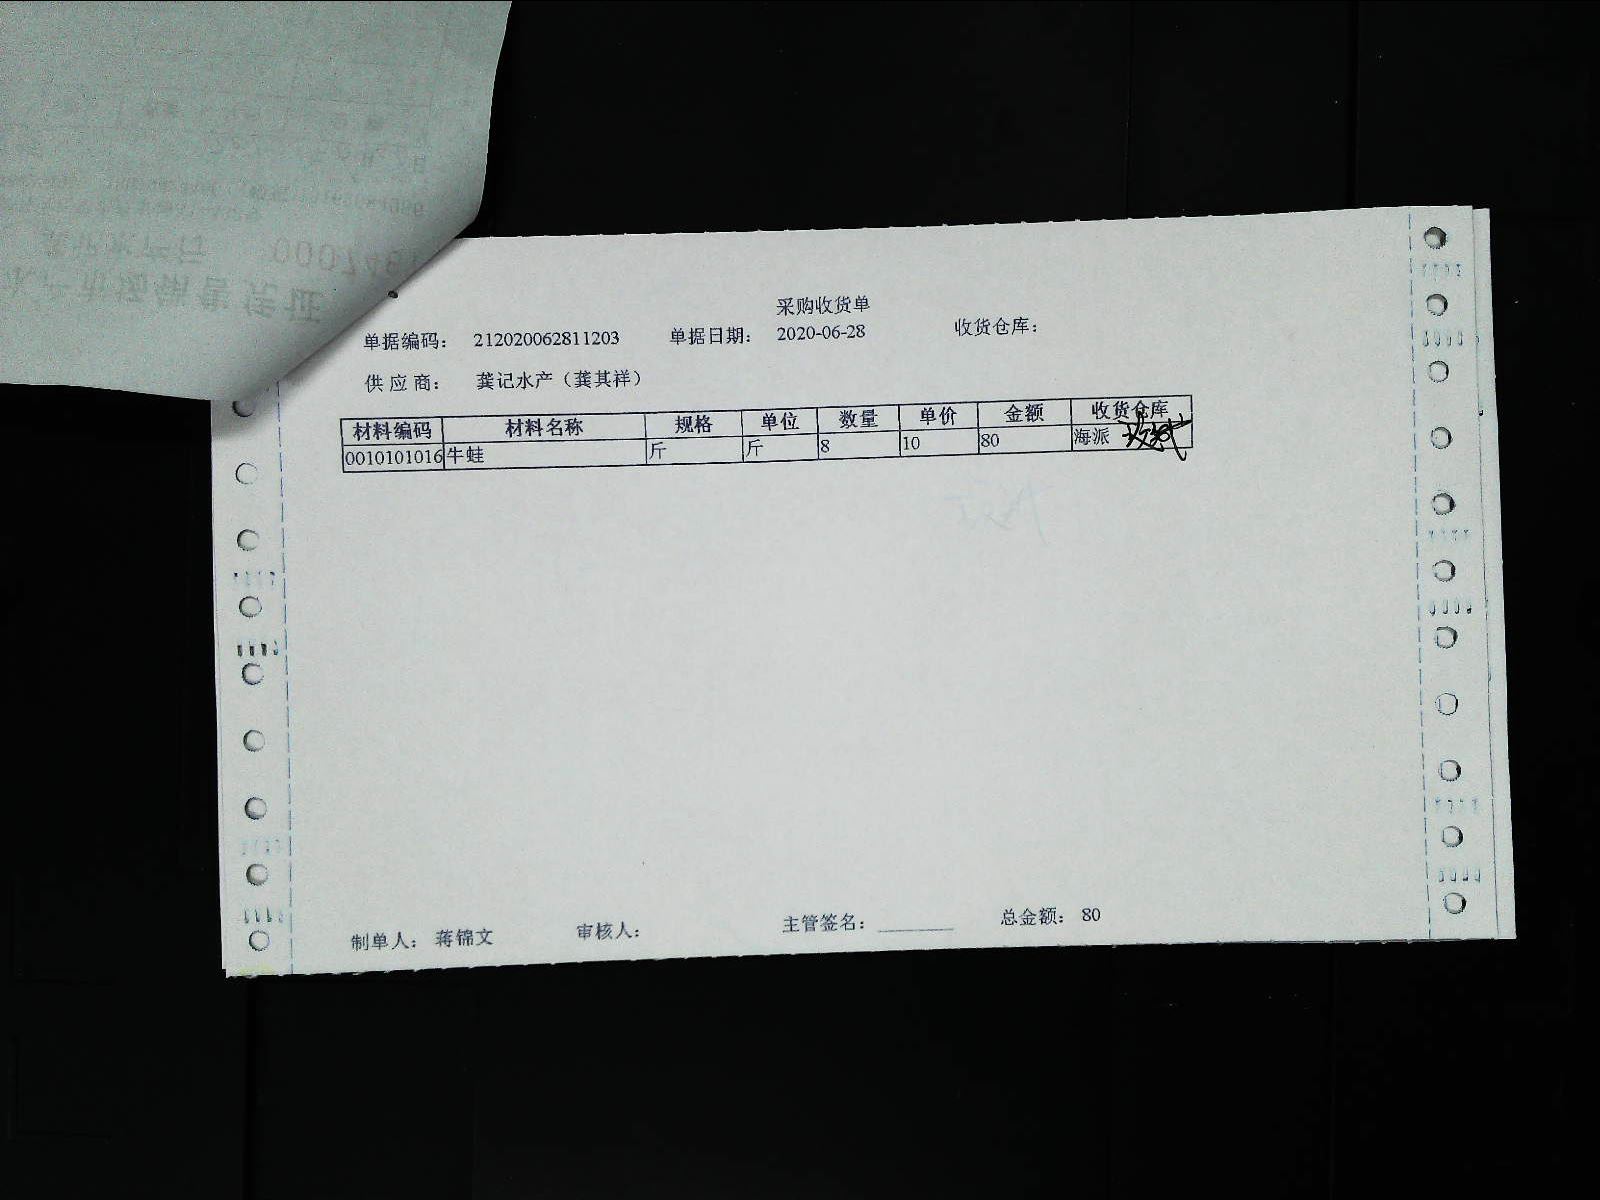 采购收货单
单据编码： 212020062811203 单据日期： 2020-06-28 收货仓库：
供 应 商： 龚记水产（龚其祥）
材料编码 材料名称 规格 单位 数量 单价 金额 收货仓库
0010101016 牛蛙 斤 斤 8 10 80 海派
制单人： 蒋锦文 审核人： 主管签名： 总金额： 80